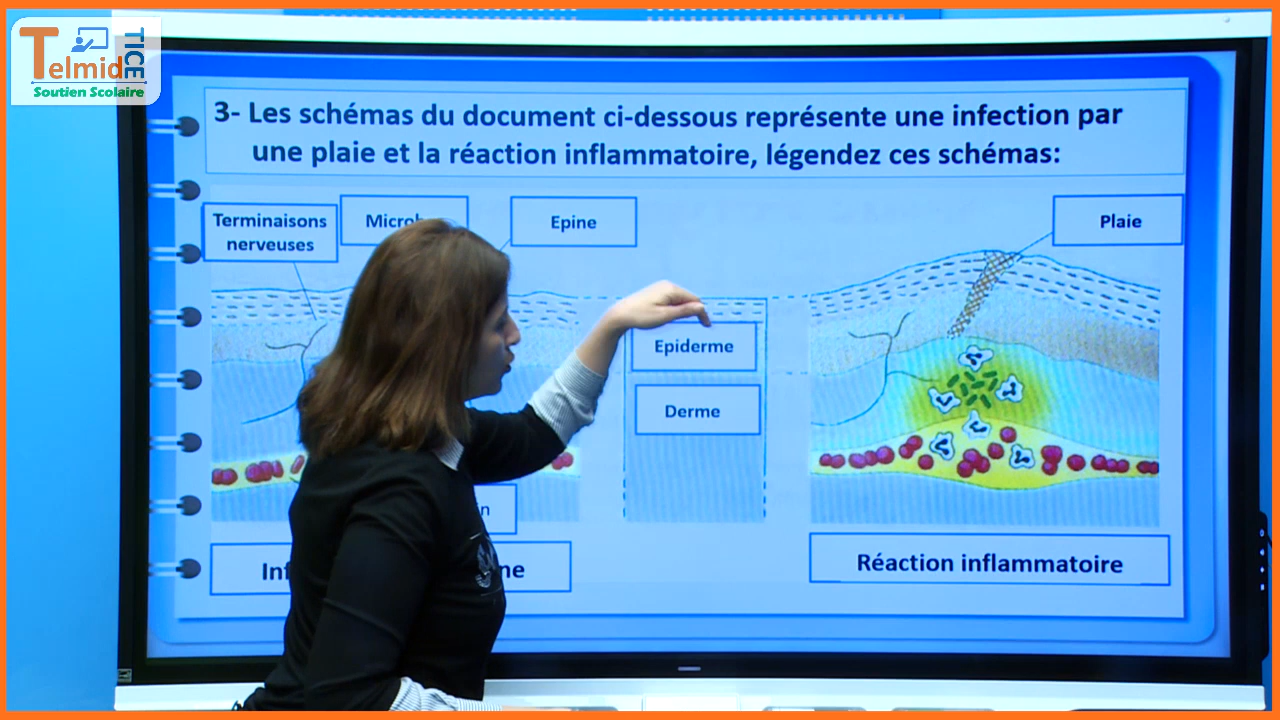 Telmid TICE
Soutien Scolaire
3- Les schémas du document ci-dessous représente une infection par
une plaie et la réaction inflammatoire, légendez ces schémas:
Terminaisons
nerveuses
Epine
Plaie
Epiderme
Derme
Réaction inflammatoire